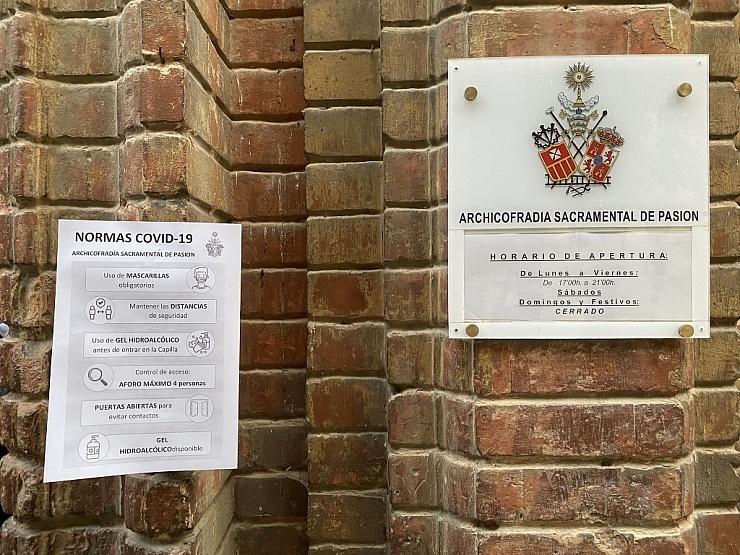 NORMAS COVID-19
ARCHICOFRADÍA SACRAMENTAL DE PASION
Uso de MASCARILLAS
obligatorios
Mantener las DISTANCIAS
de seguridad
Uso de GEL HIDROALCÓLICO
antes de entrar en la Capilla
Control de acceso:
AFORO MÁXIMO 4 personas
PUERTAS ABIERTAS para
evitar contactos
GEL
HIDROALCÓLICO disponible
ARCHICOFRADIA SACRAMENTAL DE PASION
HORARIO DE APERTURA:
De Lunes a Viernes:
De 17'00h. a 21'00h.
Sábados
Domingos y Festivos:
CERRADO